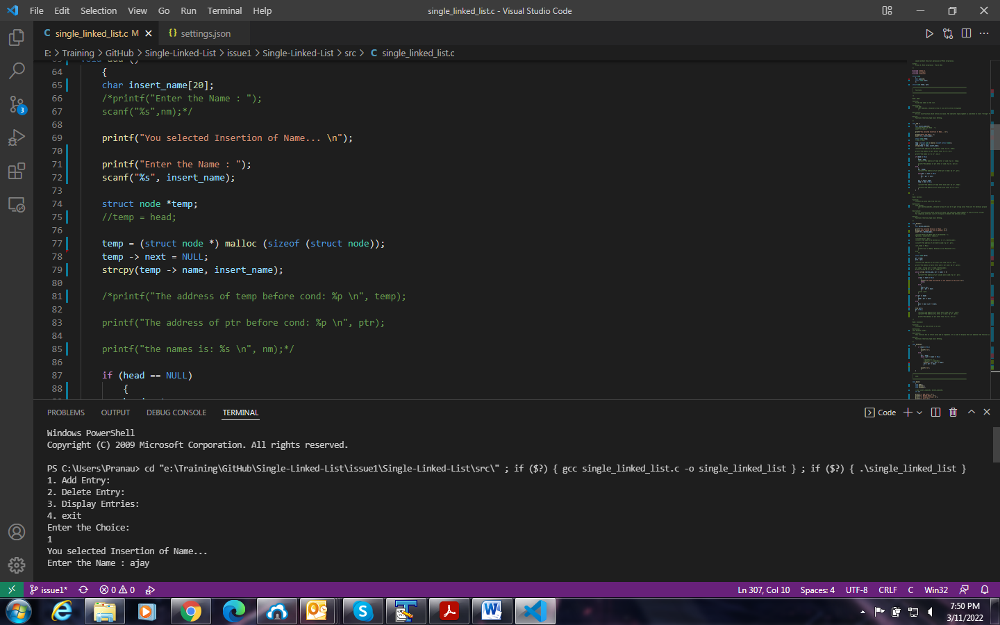 File Edit Selection View Go Run Terminal Help
single_linked_list.c - Visual Studio Code
C single_linked_list.c M
{} settings.json
E: > Training > GitHub > Single-Linked-List > issue1 > Single-Linked-List > src > C single_linked_list.c
64 {
65 char insert_name[20];
66 /*printf("Enter the Name : ");
67 scanf("%s",nm);*/
68
69 printf("You selected Insertion of Name... \n");
70
71 printf("Enter the Name : ");
72 scanf("%s", insert_name);
73
74 struct node *temp;
75 //temp = head;
76
77 temp = (struct node *) malloc (sizeof (struct node));
78 temp -> next = NULL;
79 strcpy(temp -> name, insert_name);
80
81 /*printf("The address of temp before cond: %p \n", temp);
82
83 printf("The address of ptr before cond: %p \n", ptr);
84
85 printf("the names is: %s \n", nm);*/
86
87 if (head == NULL)
88 {
3
PROBLEMS OUTPUT DEBUG CONSOLE TERMINAL
Code
Windows PowerShell
Copyright (C) 2009 Microsoft Corporation. All rights reserved.
PS C:\Users\Pranau> cd "e:\Training\GitHub\Single-Linked-List\issue1\Single-Linked-List\src\" ; if ($?) { gcc single_linked_list.c -o single_linked_list } ; if ($?) { .\single_linked_list }
1. Add Entry:
2. Delete Entry:
3. Display Entries:
4. exit
Enter the Choice:
1
You selected Insertion of Name...
Enter the Name : ajay
issue1* 0 0
Ln 307, Col 10 Spaces: 4 UTF-8 CRLF C Win32
7:50 PM
3/11/2022